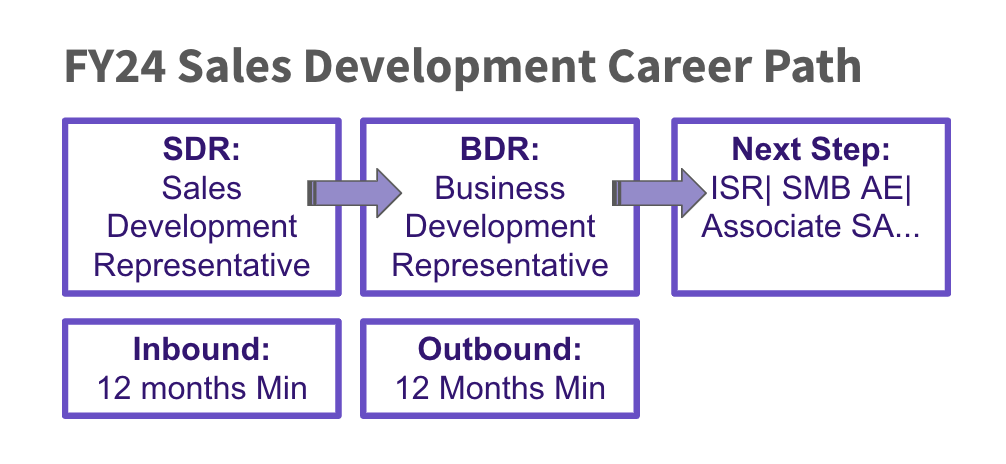 FY24 Sales Development Career Path
SDR:
Sales
Development
Representative
BDR:
Business
Development
Representative
Next Step:
ISR| SMB AE|
Associate SA...
Inbound:
12 months Min
Outbound:
12 Months Min